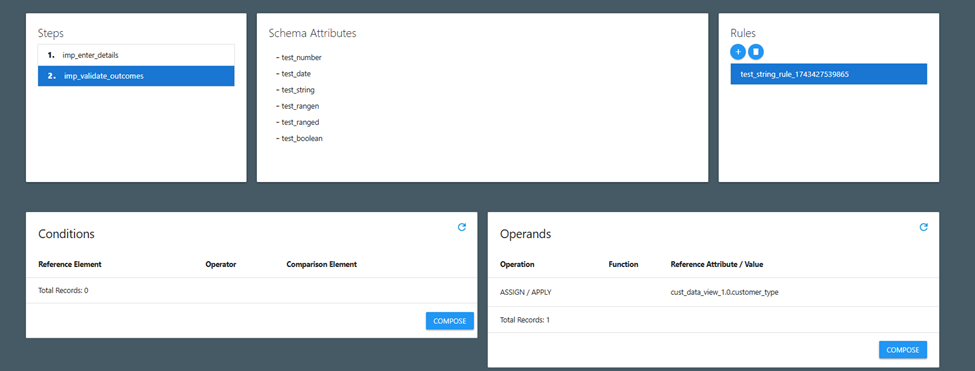 Steps
1. imp_enter_details
2. imp_validate_outcomes
Schema Attributes
- test_number
- test_date
- test_string
- test_rangen
- test_ranged
- test_boolean
Rules
+
test_string_rule_1743427539865
Conditions
Reference Element Operator Comparison Element
Total Records: 0
COMPOSE
Operands
Operation Function Reference Attribute / Value
ASSIGN / APPLY cust_data_view_1.0.customer_type
Total Records: 1
COMPOSE